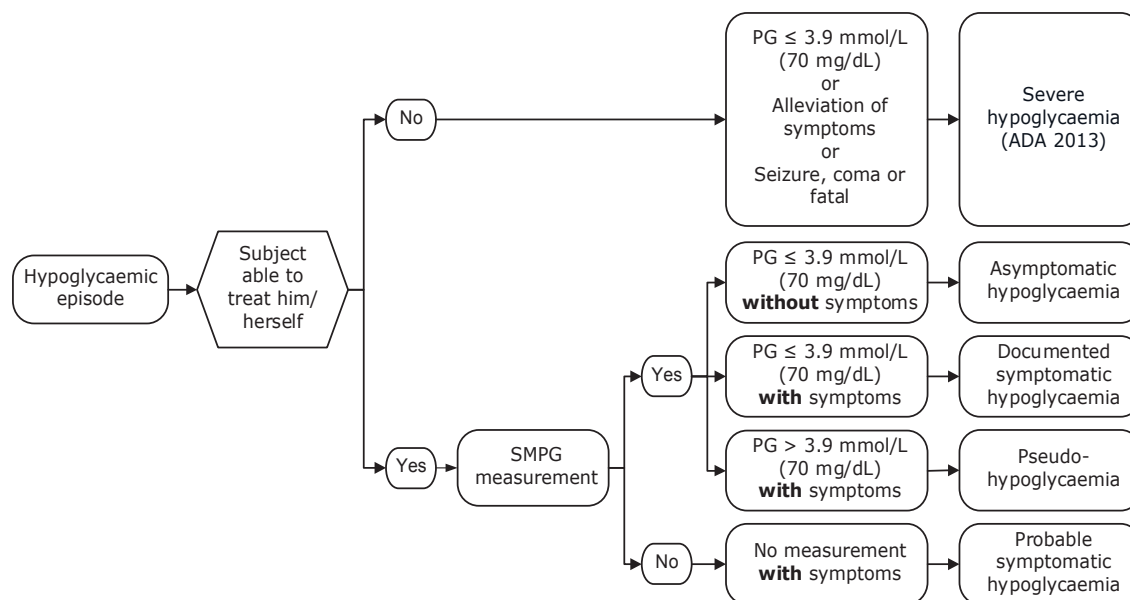 Hypoglycaemic
episode
Subject
able to
treat him/
herself
No
PG ≤ 3.9 mmol/L
(70 mg/dL)
or
Alleviation of
symptoms
or
Seizure, coma or
fatal
Severe
hypoglycaemia
(ADA 2013)
Yes
SMPG
measurement
Yes
PG ≤ 3.9 mmol/L
(70 mg/dL)
without symptoms
Asymptomatic
hypoglycaemia
PG ≤ 3.9 mmol/L
(70 mg/dL)
with symptoms
Documented
symptomatic
hypoglycaemia
PG > 3.9 mmol/L
(70 mg/dL)
with symptoms
Pseudo-
hypoglycaemia
No
No measurement
with symptoms
Probable
symptomatic
hypoglycaemia